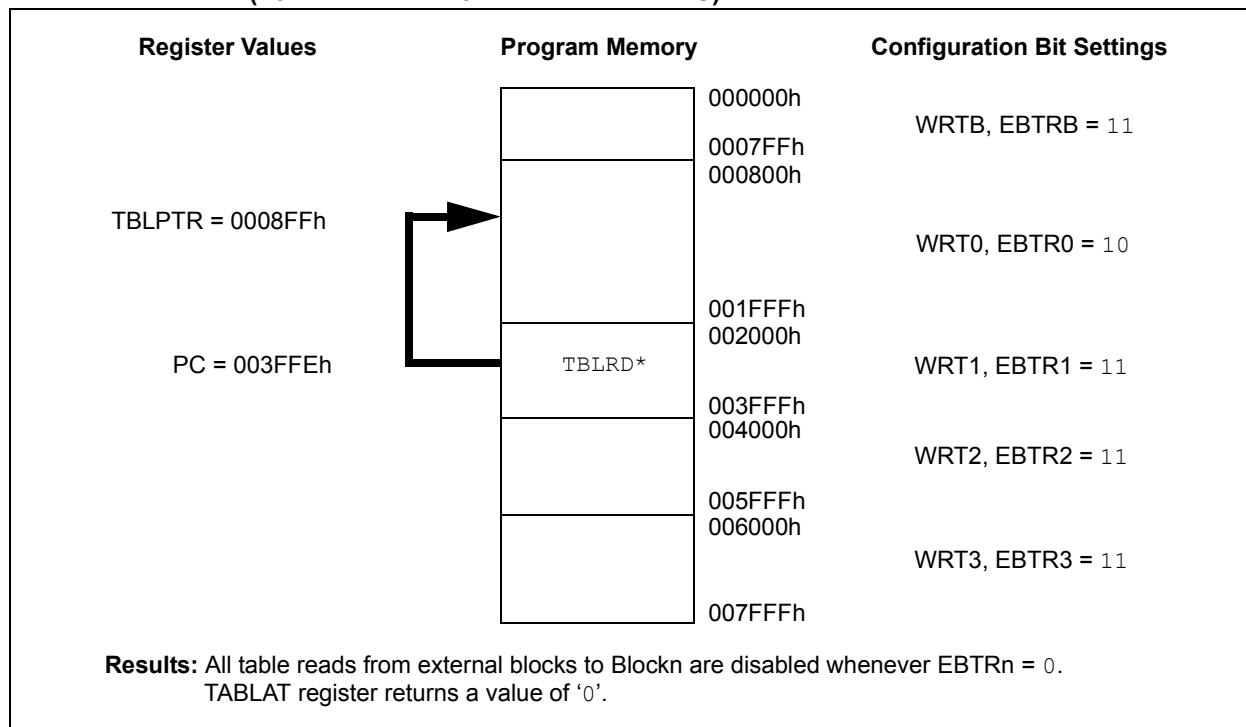 Register Values Program Memory Configuration Bit Settings
000000h
WRTB, EBTRB = 11
0007FFh
000800h
TBLPTR = 0008FFh
WRT0, EBTR0 = 10
001FFFh
002000h
PC = 003FFEh TBLRD* WRT1, EBTR1 = 11
003FFFh
004000h
WRT2, EBTR2 = 11
005FFFh
006000h
WRT3, EBTR3 = 11
007FFFh
Results: All table reads from external blocks to Blockn are disabled whenever EBTRn = 0.
TABLAT register returns a value of ‘0’.